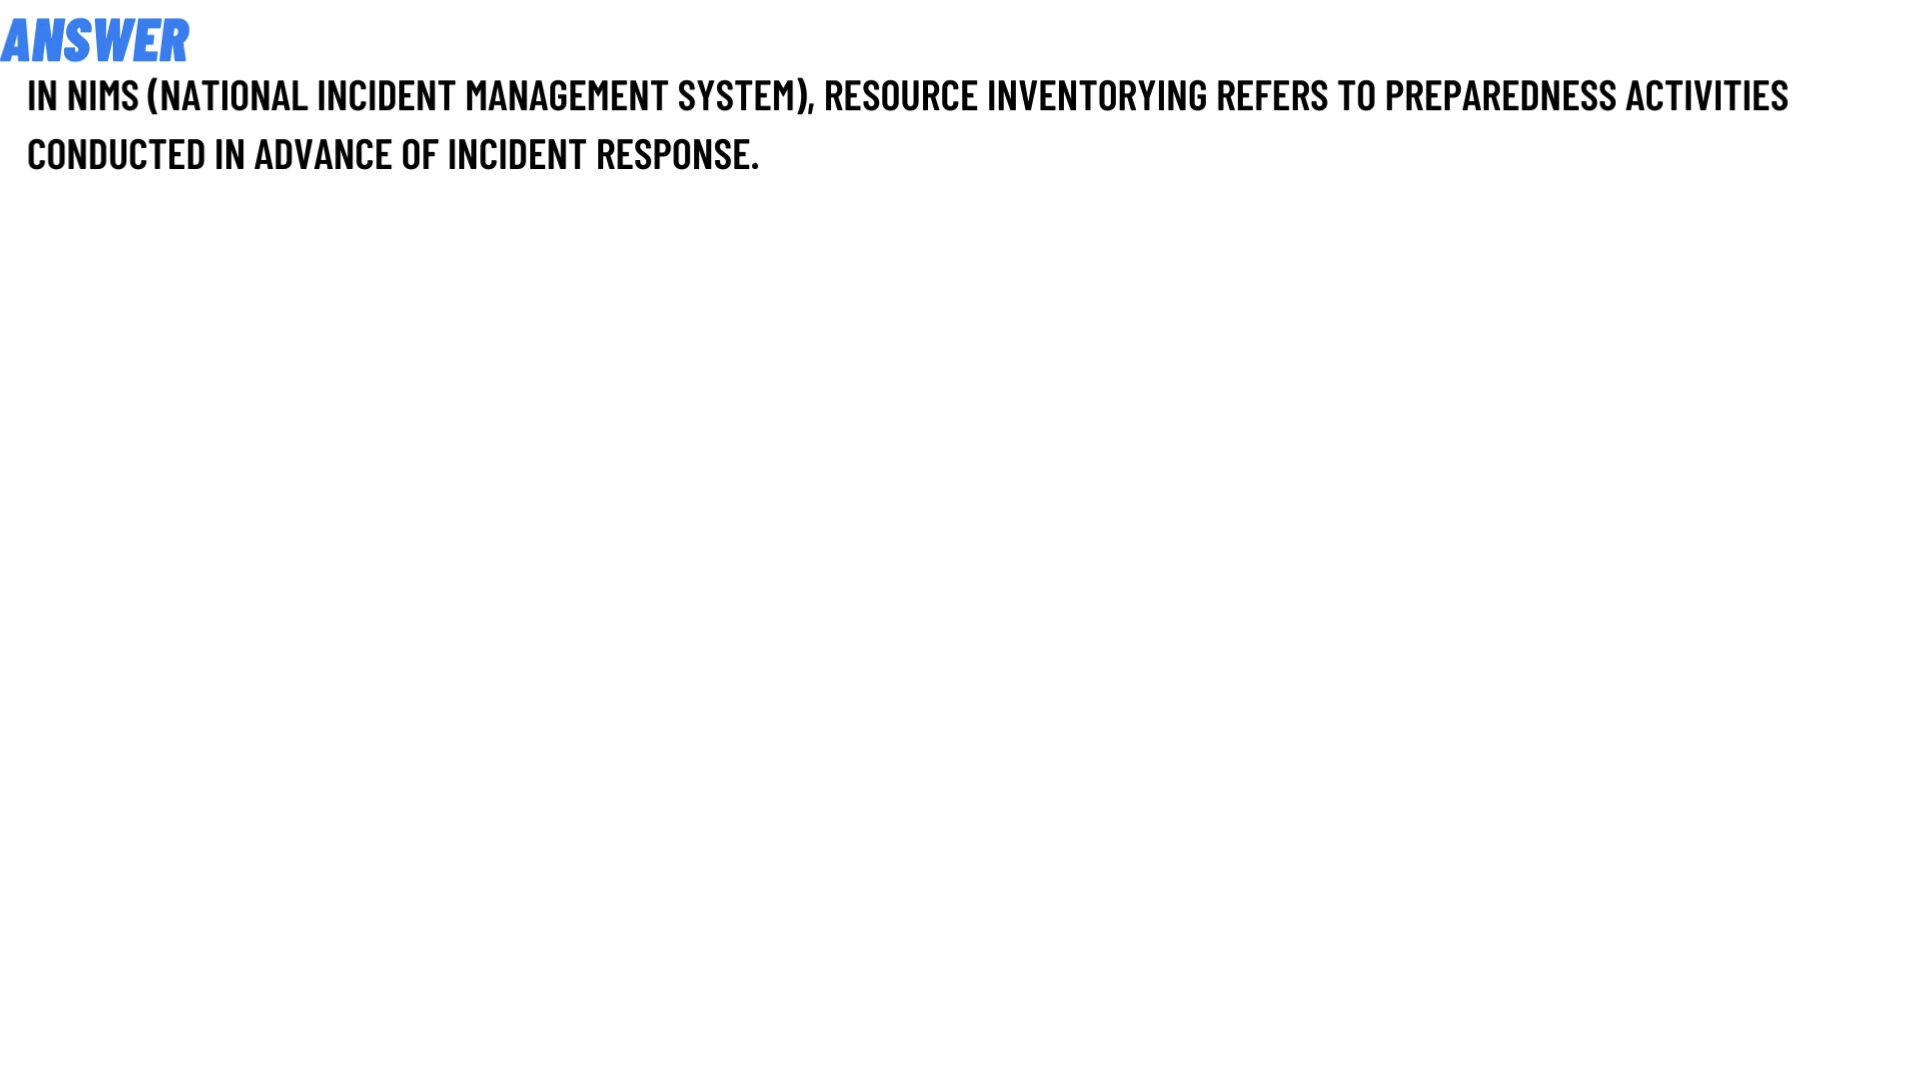 ANSWER
IN NIMS (NATIONAL INCIDENT MANAGEMENT SYSTEM), RESOURCE INVENTORYING REFERS TO PREPAREDNESS ACTIVITIES
CONDUCTED IN ADVANCE OF INCIDENT RESPONSE.